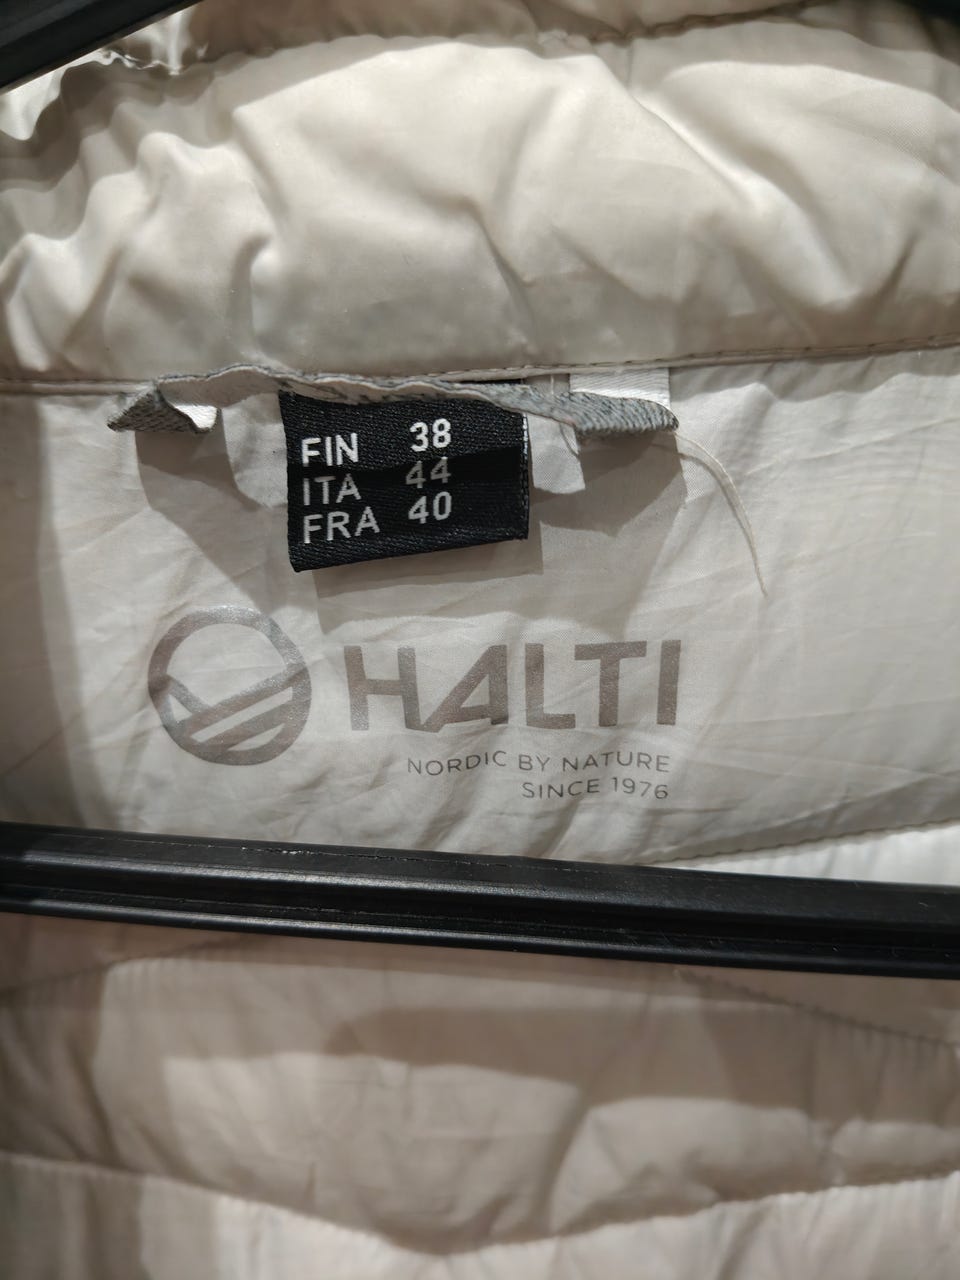 FIN 38
ITA 44
FRA 40
HALTI
NORDIC BY NATURE
SINCE 1976